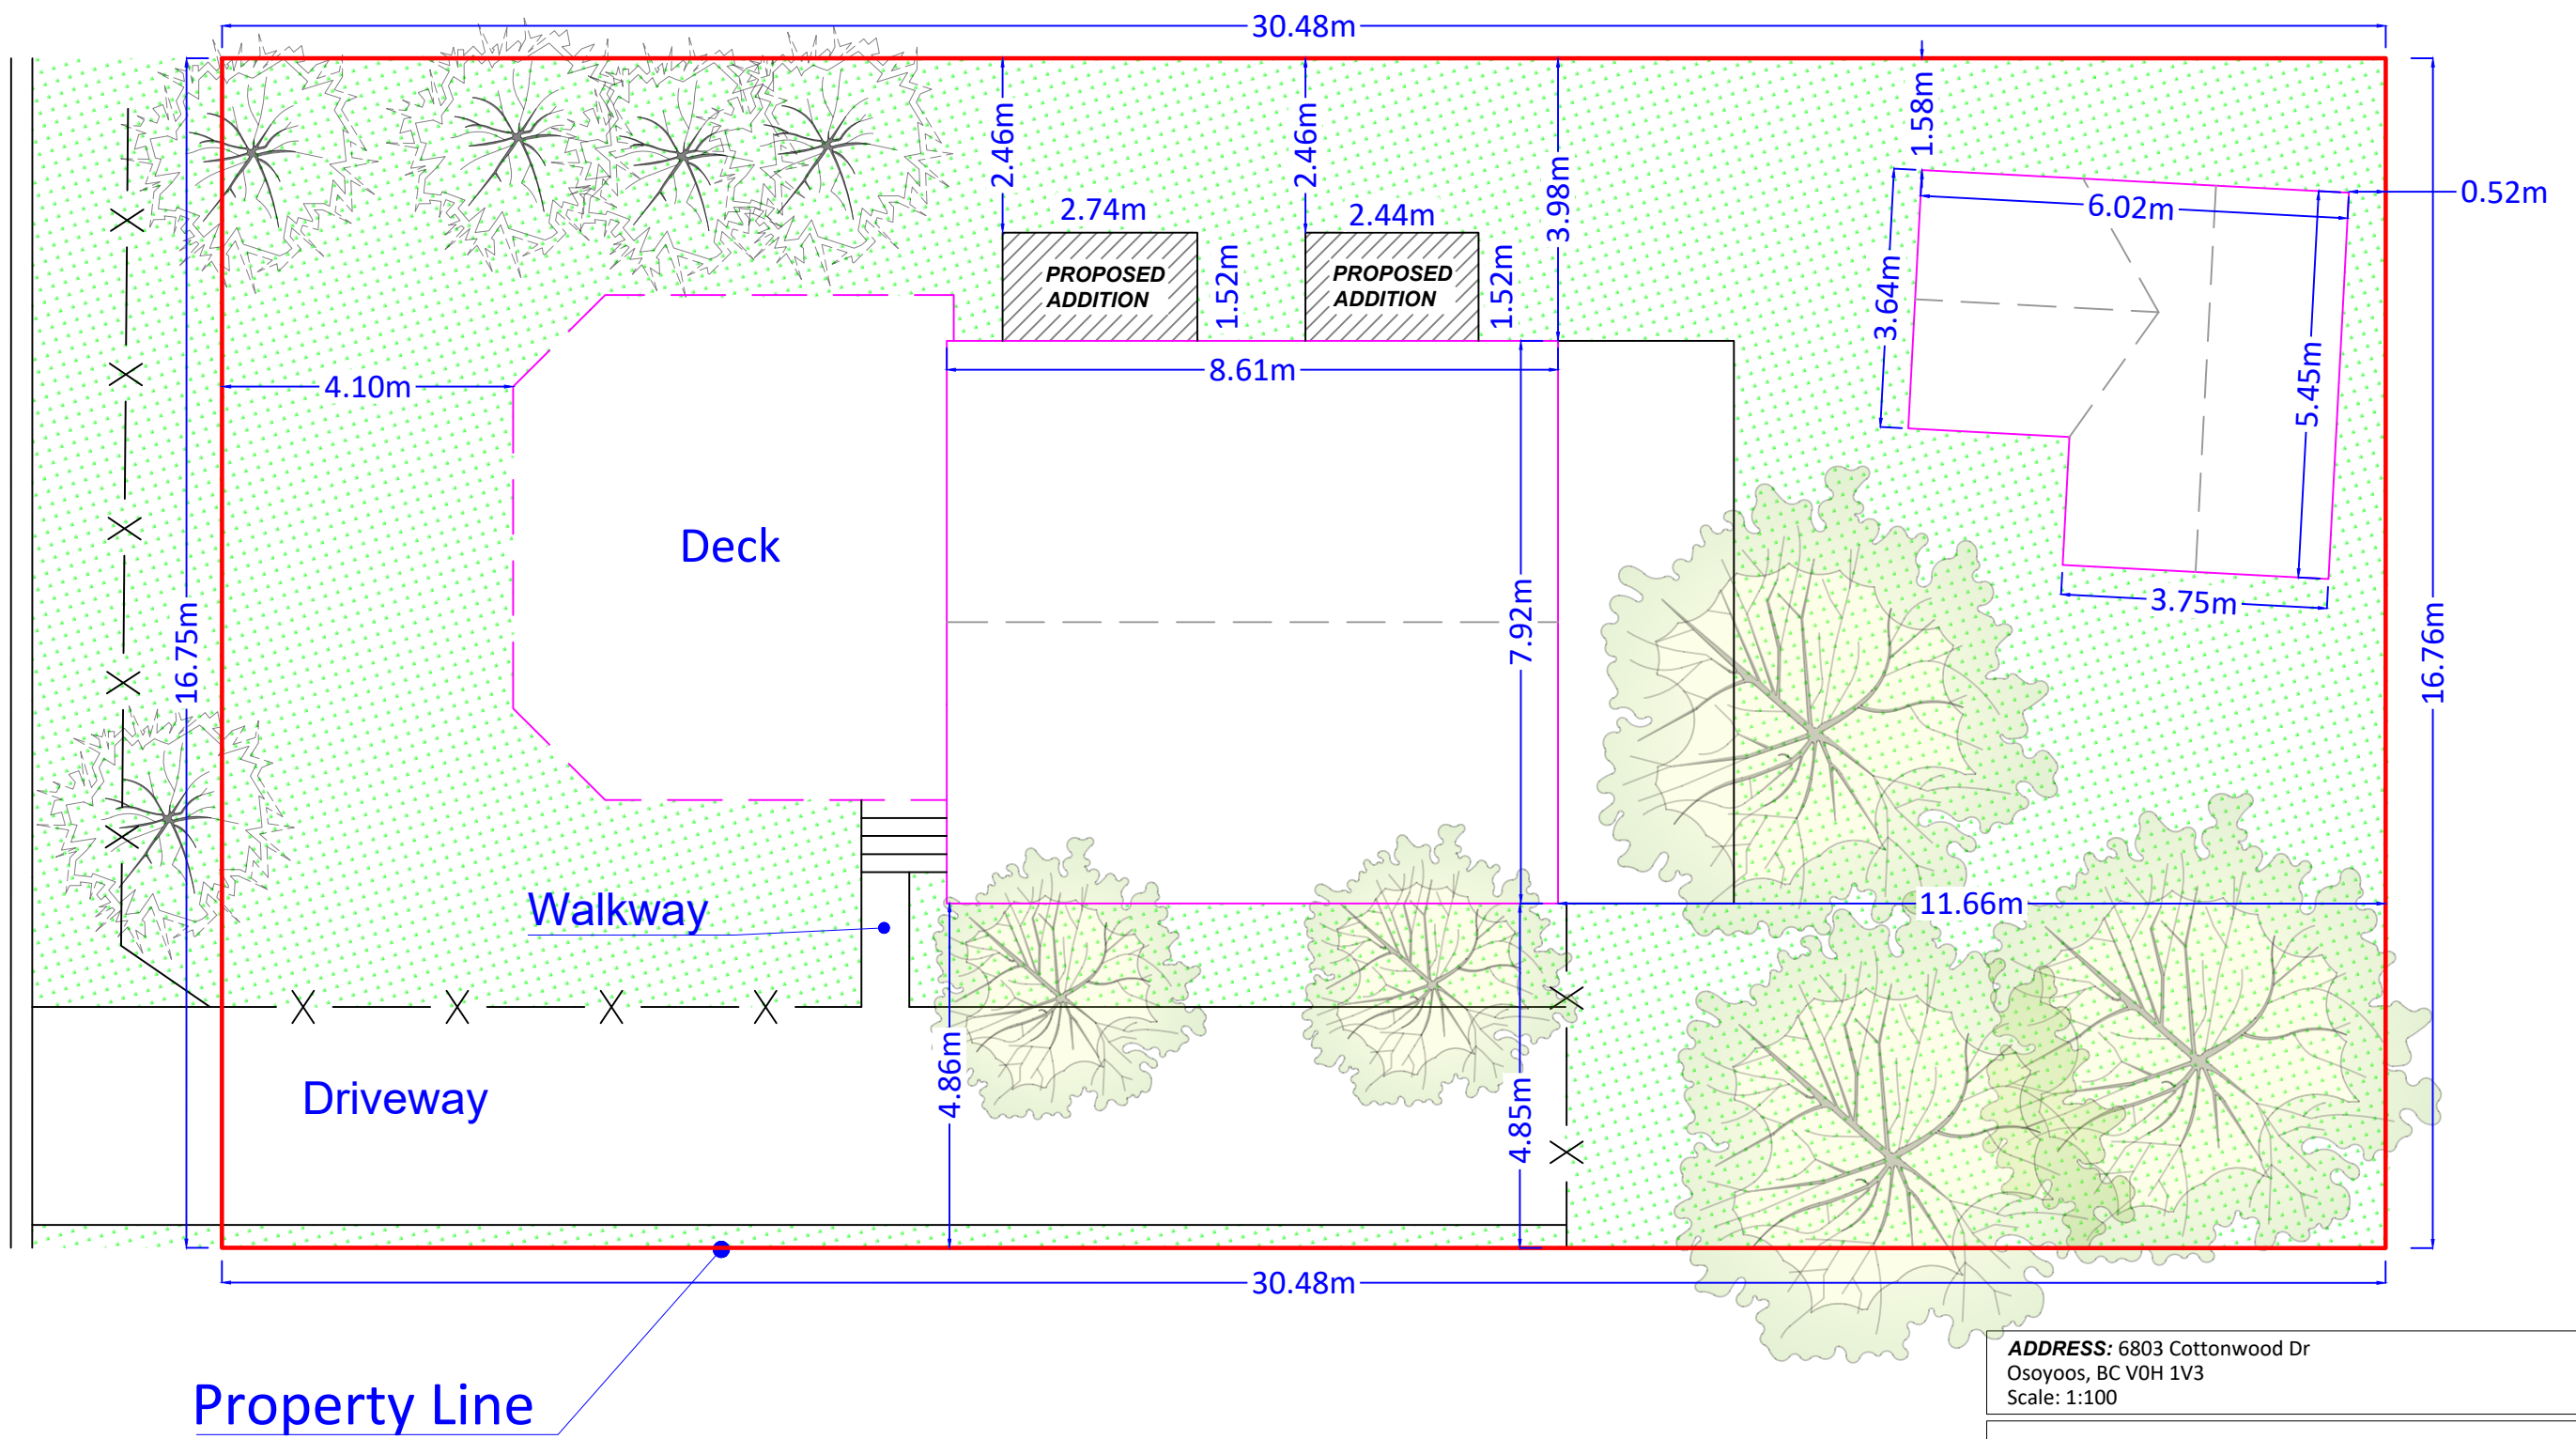 30.48m
1.58m
2.46m
2.46m
3.98m
0.52m
6.02m
2.74m
2.44m
1.52m
1.52m
PROPOSED
ADDITION
PROPOSED
ADDITION
3.64m
5.45m
4.10m
8.61m
Deck
7.92m
3.75m
16.75m
16.76m
Walkway
11.66m
4.86m
4.85m
Driveway
30.48m
Property Line
ADDRESS: 6803 Cottonwood Dr
Osoyoos, BC V0H 1V3
Scale: 1:100